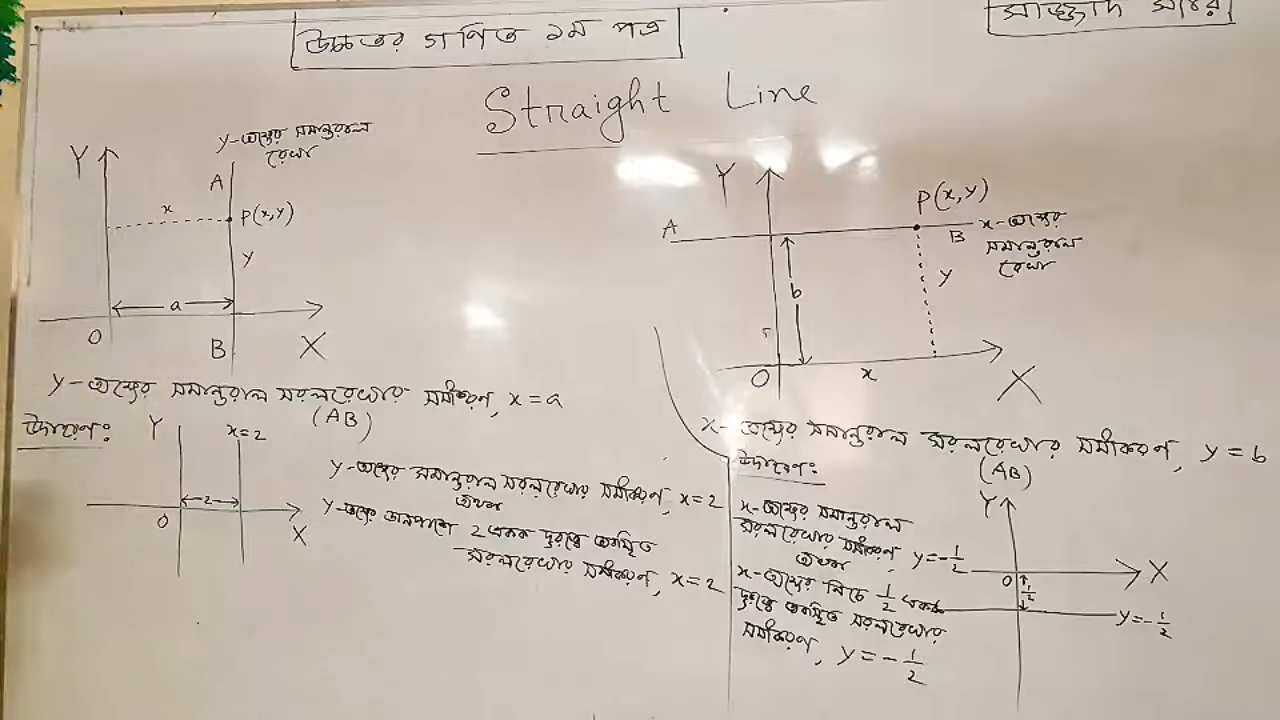 উচ্চতর গণিত ১ম পত্র
সাজ্জাদ স্যার
Straight Line
y-অক্ষের সমান্তরাল
রেখা
Y
A
x
P(x,y)
y
a
O
B
X
y-অক্ষের সমান্তরাল সরলরেখার সমীকরণ, x=a
(AB)
উদাহরণঃ
Y
x=2
2
O
X
y-অক্ষের সমান্তরাল সরলরেখার সমীকরণ, x=2
অথবা
y-অক্ষের ডানপাশে 2 একক দূরত্বে অবস্থিত
সরলরেখার সমীকরণ, x=2
Y
P(x,y)
A
B
x-অক্ষের
সমান্তরাল
রেখা
b
y
O
x
X
x-অক্ষের সমান্তরাল সরলরেখার সমীকরণ, y=b
(AB)
উদাহরণঃ
x-অক্ষের সমান্তরাল
সরলরেখার সমীকরণ, y=-1/2
অথবা
x-অক্ষের নিচে 1/2 একক
দূরত্বে অবস্থিত সরলরেখার
সমীকরণ, y=-1/2
Y
O
X
1/2
y=-1/2